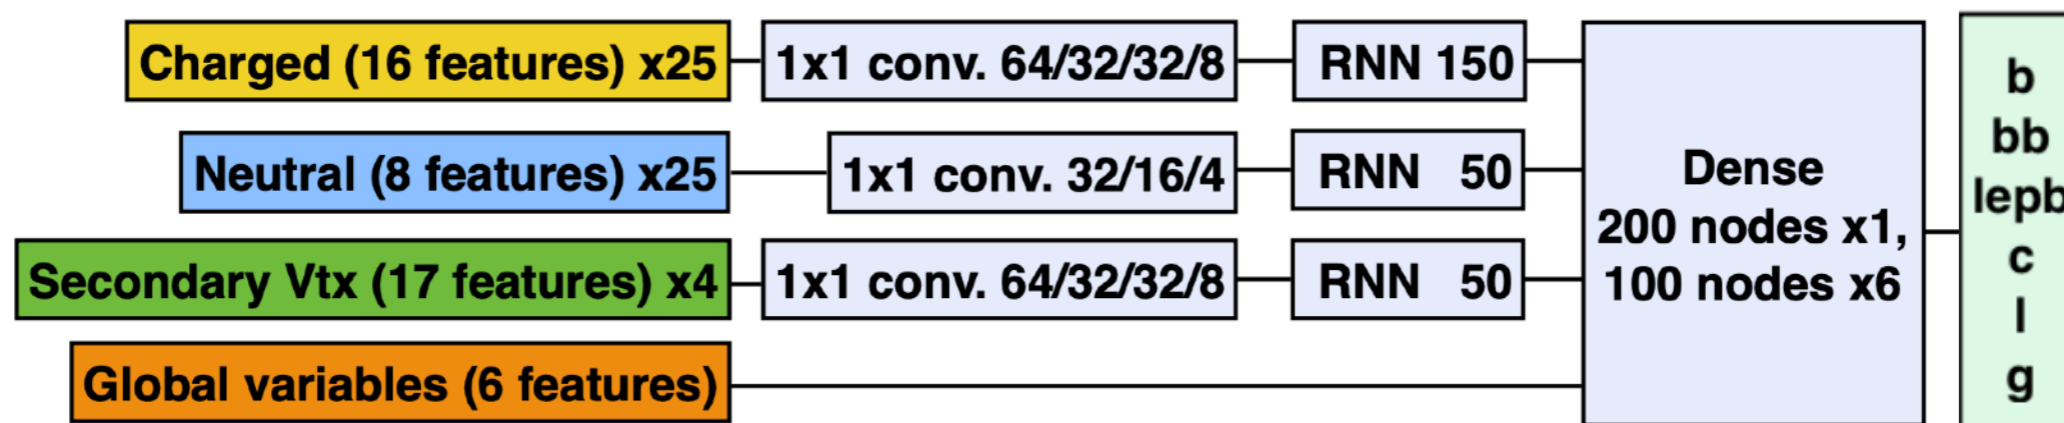 Charged (16 features) x25
1x1 conv. 64/32/32/8
RNN 150
Neutral (8 features) x25
1x1 conv. 32/16/4
RNN 50
Secondary Vtx (17 features) x4
1x1 conv. 64/32/32/8
RNN 50
Global variables (6 features)
Dense
200 nodes x1,
100 nodes x6
b
bb
lepb
c
l
g